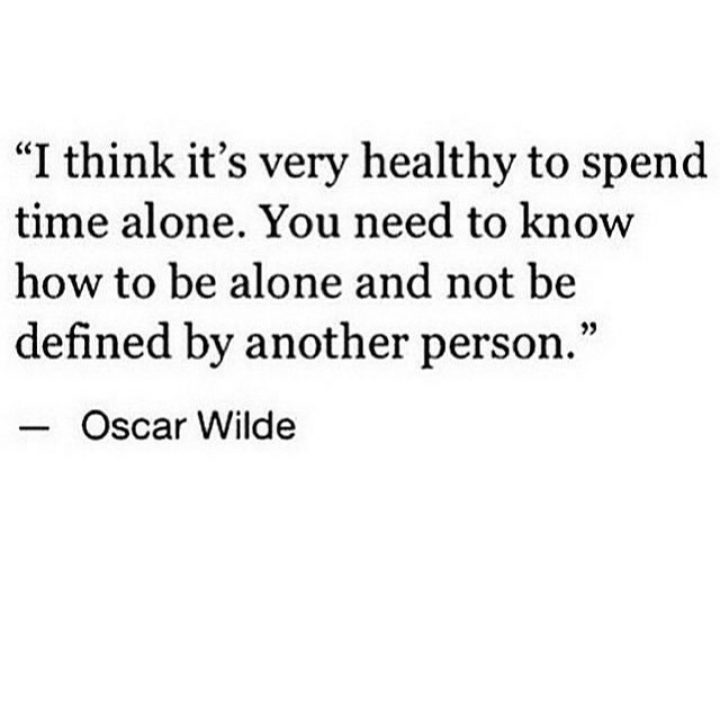 “I think it’s very healthy to spend
time alone. You need to know
how to be alone and not be
defined by another person.”
— Oscar Wilde